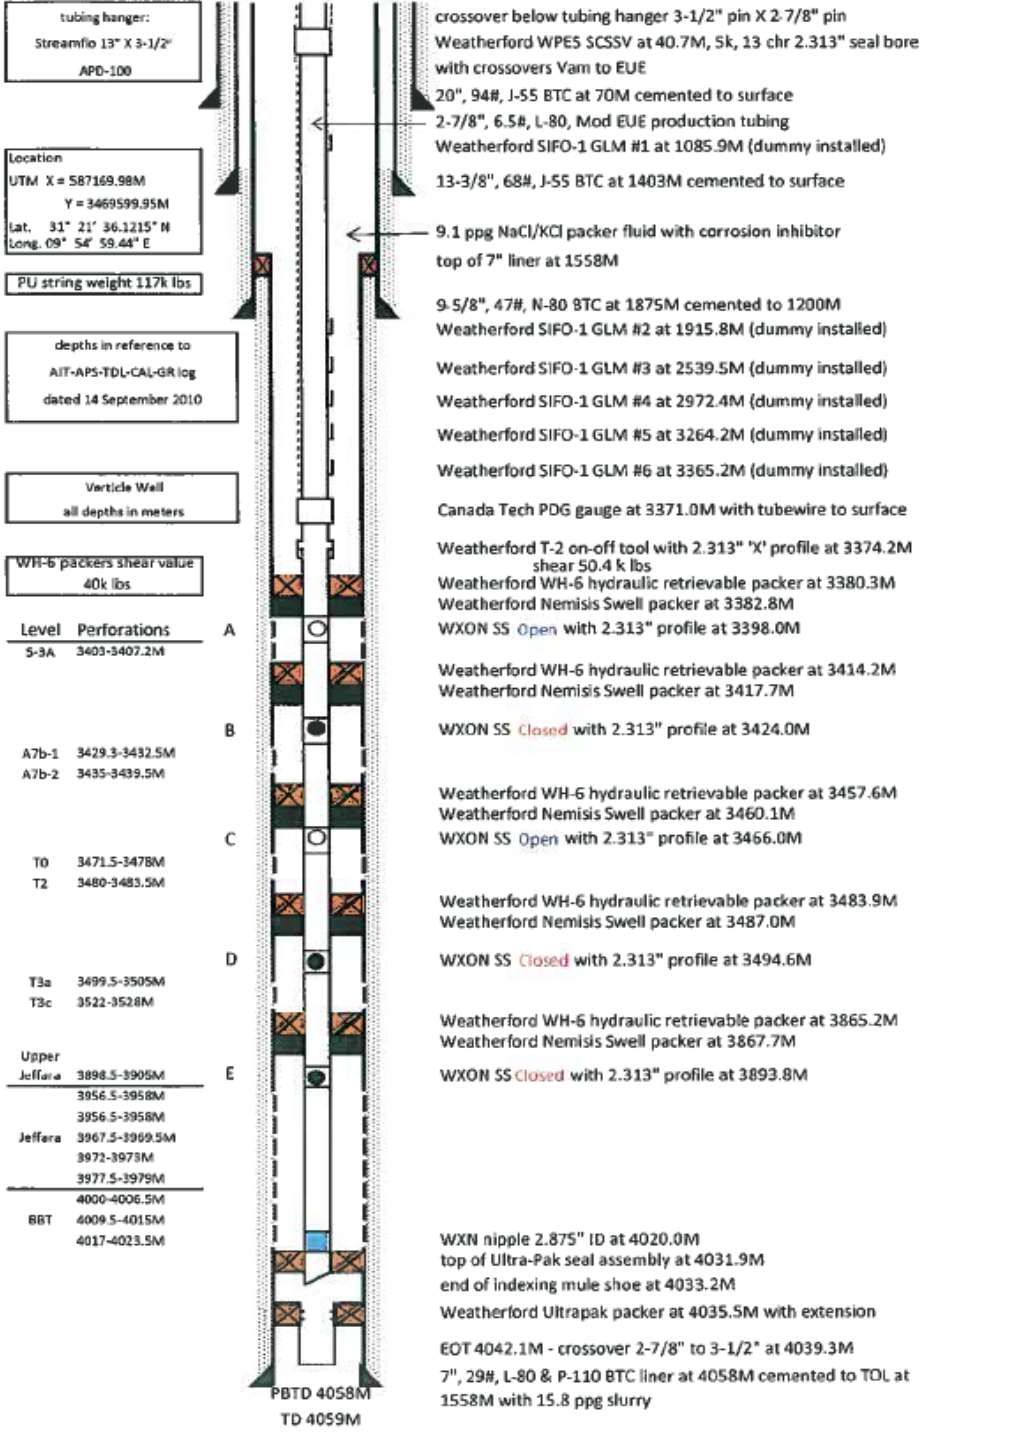 tubing hanger:
Streamflo 13" X 3-1/2"
APD-100
crossover below tubing hanger 3-1/2" pin X 2-7/8" pin
Weatherford WPE5 SCSSV at 40.7M, 5k, 13 chr 2.313" seal bore
with crossovers Vam to EUE
20", 94#, J-55 BTC at 70M cemented to surface
2-7/8", 6.5#, L-80, Mod EUE production tubing
Weatherford SIFO-1 GLM #1 at 1085.9M (dummy installed)
Location
UTM X = 587169.98M
Y = 3469599.95M
Lat. 31° 21' 36.1215" N
Long. 09° 54' 59.44" E
13-3/8", 68#, J-55 BTC at 1403M cemented to surface
9.1 ppg NaCl/KCl packer fluid with corrosion inhibitor
top of 7" liner at 1558M
PU string weight 117k lbs
9-5/8", 47#, N-80 BTC at 1875M cemented to 1200M
Weatherford SIFO-1 GLM #2 at 1915.8M (dummy installed)
depths in reference to
AIT-APS-TDL-CAL-GR log
dated 14 September 2010
Weatherford SIFO-1 GLM #3 at 2539.5M (dummy installed)
Weatherford SIFO-1 GLM #4 at 2972.4M (dummy installed)
Weatherford SIFO-1 GLM #5 at 3264.2M (dummy installed)
Weatherford SIFO-1 GLM #6 at 3365.2M (dummy installed)
Verticle Well
all depths in meters
Canada Tech PDG gauge at 3371.0M with tubewire to surface
Weatherford T-2 on-off tool with 2.313" 'X' profile at 3374.2M
shear 50.4 k lbs
WH-6 packers shear value
40k lbs
Weatherford WH-6 hydraulic retrievable packer at 3380.3M
Weatherford Nemisis Swell packer at 3382.8M
Level Perforations
A
WXON SS Open with 2.313" profile at 3398.0M
S-3A 3403-3407.2M
Weatherford WH-6 hydraulic retrievable packer at 3414.2M
Weatherford Nemisis Swell packer at 3417.7M
B
WXON SS Closed with 2.313" profile at 3424.0M
A7b-1 3429.3-3432.5M
A7b-2 3435-3439.5M
Weatherford WH-6 hydraulic retrievable packer at 3457.6M
Weatherford Nemisis Swell packer at 3460.1M
C
WXON SS Open with 2.313" profile at 3466.0M
T0 3471.5-3478M
T2 3480-3483.5M
Weatherford WH-6 hydraulic retrievable packer at 3483.9M
Weatherford Nemisis Swell packer at 3487.0M
D
WXON SS Closed with 2.313" profile at 3494.6M
T3a 3499.5-3505M
T3c 3522-3528M
Weatherford WH-6 hydraulic retrievable packer at 3865.2M
Weatherford Nemisis Swell packer at 3867.7M
Upper
Jeffara 3898.5-3905M
E
WXON SS Closed with 2.313" profile at 3893.8M
3956.5-3958M
3956.5-3958M
Jeffara 3967.5-3969.5M
3972-3973M
3977.5-3979M
4000-4006.5M
BBT 4009.5-4015M
4017-4023.5M
WXN nipple 2.875" ID at 4020.0M
top of Ultra-Pak seal assembly at 4031.9M
end of indexing mule shoe at 4033.2M
Weatherford Ultrapak packer at 4035.5M with extension
EOT 4042.1M - crossover 2-7/8" to 3-1/2" at 4039.3M
7", 29#, L-80 & P-110 BTC liner at 4058M cemented to TOL at
1558M with 15.8 ppg slurry
PBTD 4058M
TD 4059M